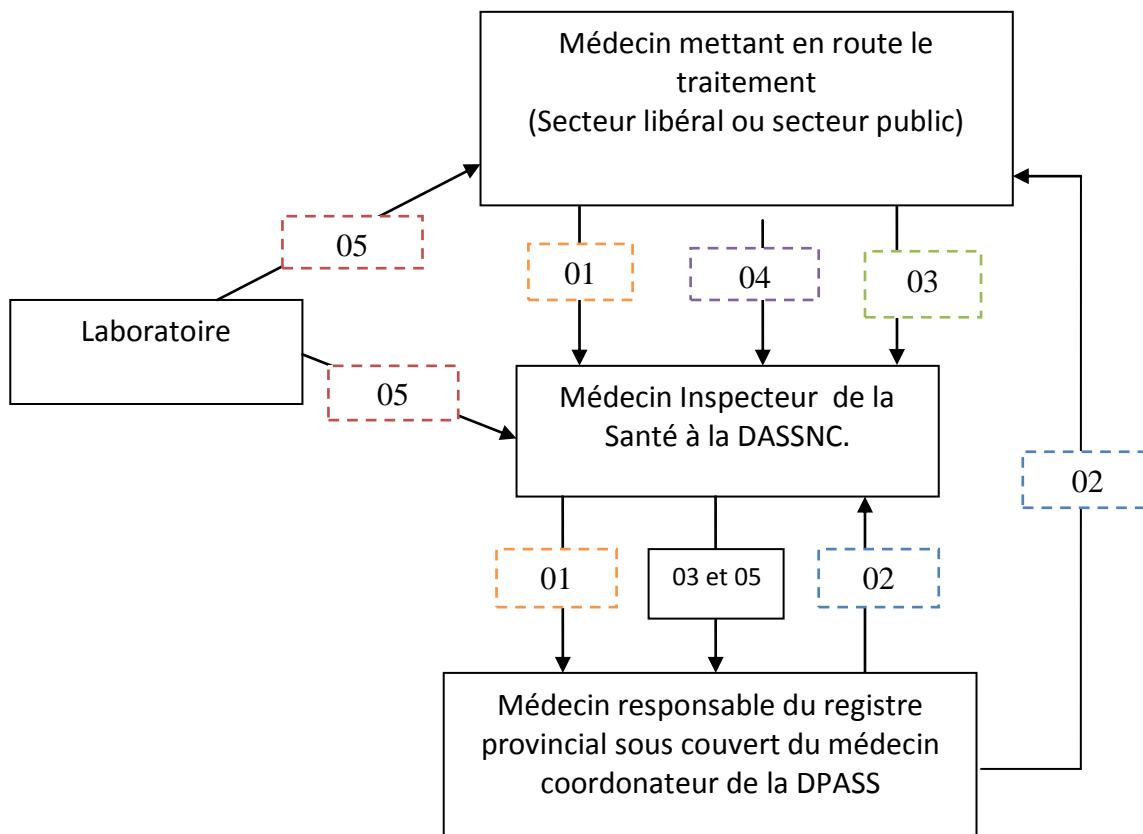 Médecin mettant en route le
traitement
(Secteur libéral ou secteur public)
05
01
04
03
Laboratoire
05
Médecin Inspecteur de la
Santé à la DASSNC.
02
01
03 et 05
02
Médecin responsable du registre
provincial sous couvert du médecin
coordonateur de la DPASS